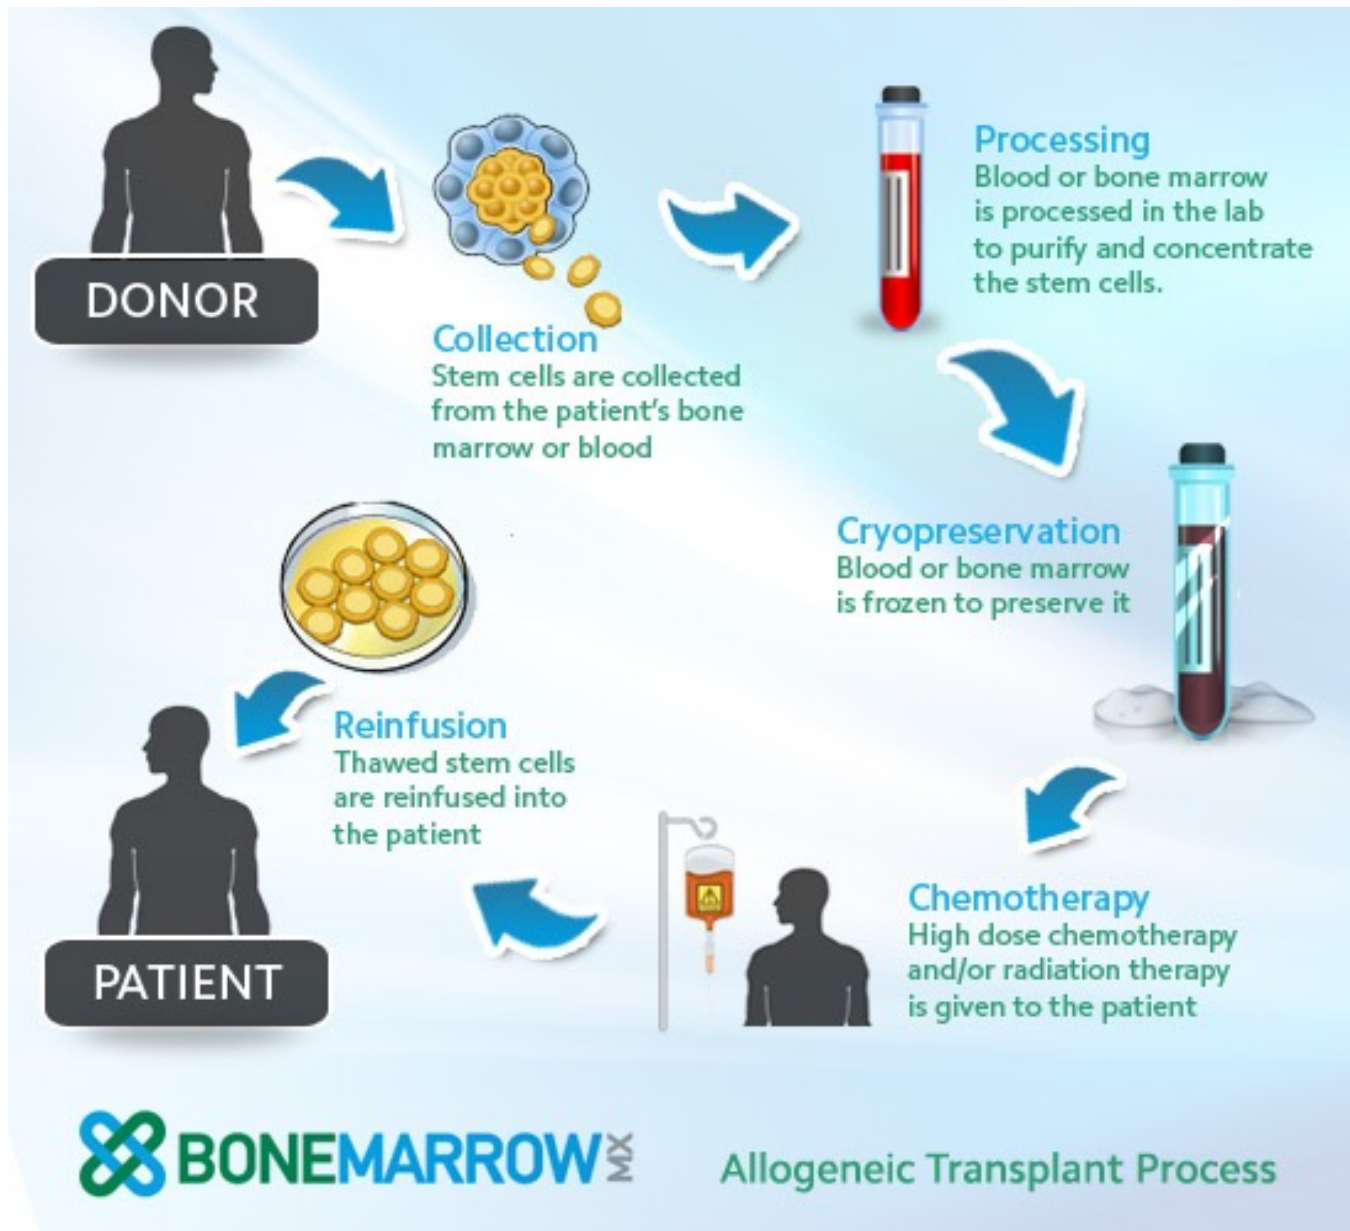 DONOR
Collection
Stem cells are collected
from the patient's bone
marrow or blood
Processing
Blood or bone marrow
is processed in the lab
to purify and concentrate
the stem cells.
Cryopreservation
Blood or bone marrow
is frozen to preserve it
Chemotherapy
High dose chemotherapy
and/or radiation therapy
is given to the patient
Reinfusion
Thawed stem cells
are reinfused into
the patient
PATIENT
BONEMARROW MX
Allogeneic Transplant Process